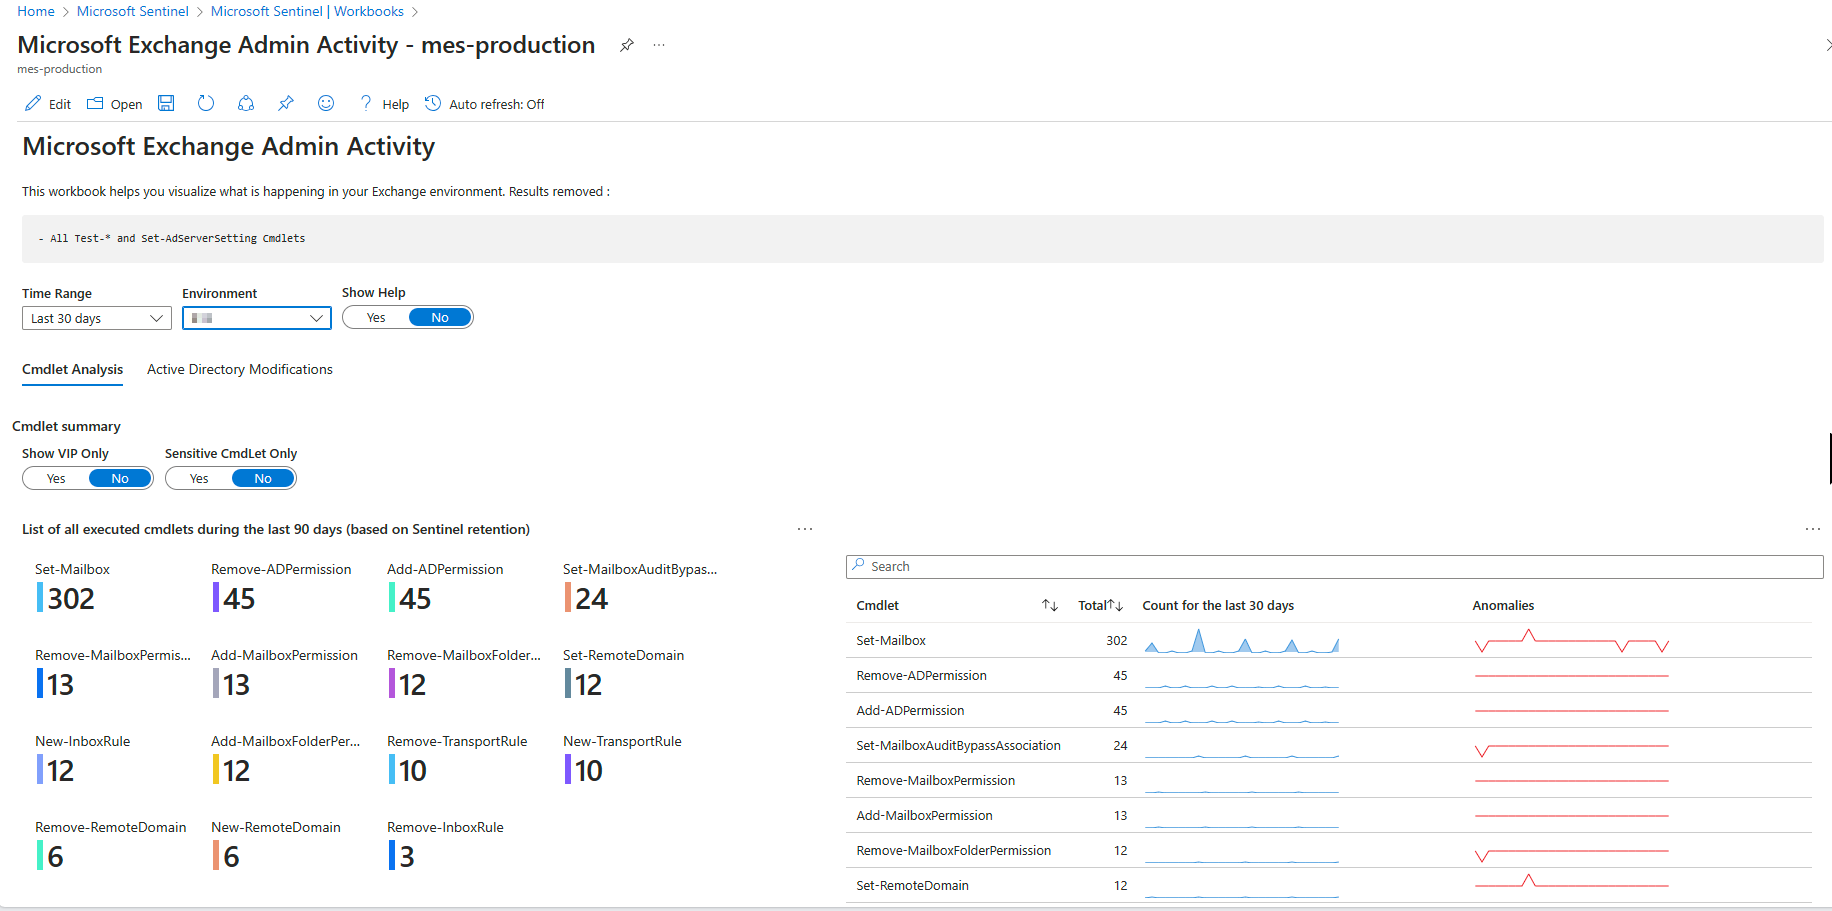 Home > Microsoft Sentinel > Microsoft Sentinel | Workbooks >
Microsoft Exchange Admin Activity - mes-production
mes-production
Edit Open ? Help Auto refresh: Off
Microsoft Exchange Admin Activity
This workbook helps you visualize what is happening in your Exchange environment. Results removed :
- All Test-* and Set-AdServerSetting Cmdlets
Time Range Environment Show Help
Last 30 days Yes No
Cmdlet Analysis Active Directory Modifications
Cmdlet summary
Show VIP Only Sensitive CmdLet Only
Yes No Yes No
List of all executed cmdlets during the last 90 days (based on Sentinel retention)
Set-Mailbox Remove-ADPermission Add-ADPermission Set-MailboxAuditBypas...
302 45 45 24
Remove-MailboxPermis... Add-MailboxPermission Remove-MailboxFolder... Set-RemoteDomain
13 13 12 12
New-InboxRule Add-MailboxFolderPer... Remove-TransportRule New-TransportRule
12 12 10 10
Remove-RemoteDomain New-RemoteDomain Remove-InboxRule
6 6 3
Search
Cmdlet Total Count for the last 30 days Anomalies
Set-Mailbox 302
Remove-ADPermission 45
Add-ADPermission 45
Set-MailboxAuditBypassAssociation 24
Remove-MailboxPermission 13
Add-MailboxPermission 13
Remove-MailboxFolderPermission 12
Set-RemoteDomain 12